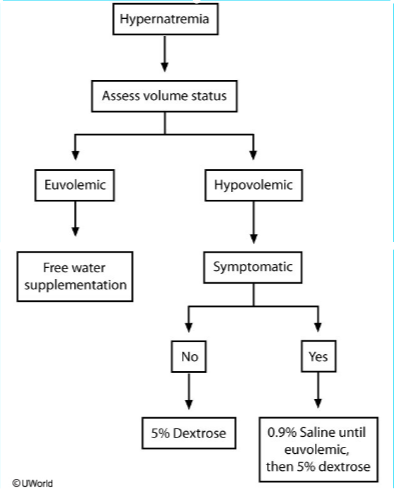 Hypernatremia
Assess volume status
Euvolemic
Hypovolemic
Free water
supplementation
Symptomatic
No
Yes
5% Dextrose
0.9% Saline until
euvolemic,
then 5% dextrose
©UWorld